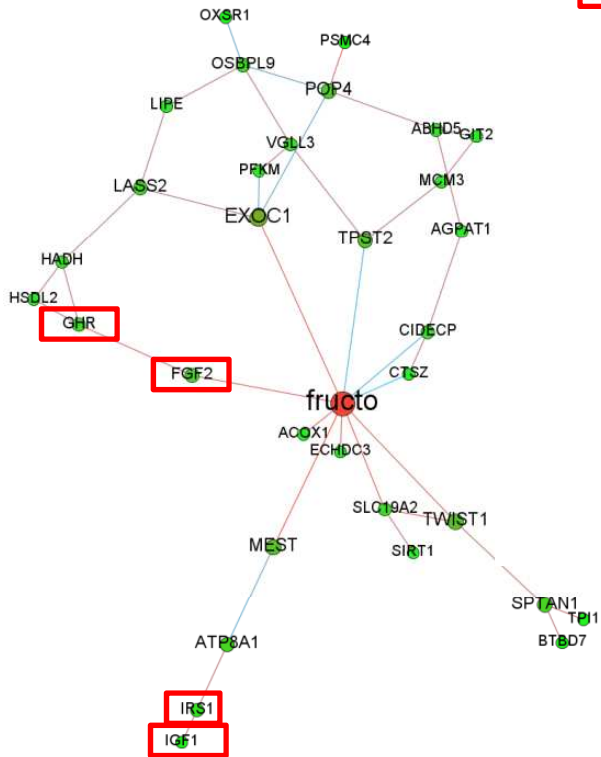 OXSR1
PSMC4
OSBPL9
POP4
LIPE
ABHD5
GIT2
VGLL3
PFKM
MCM3
LASS2
EXOC1
AGPAT1
TPST2
HADH
HSDL2
GHR
CIDECP
FGF2
CTSZ
fructo
ACOX1
ECHDC3
SLC19A2
TWIST1
MEST
SIRT1
SPTAN1
TPI1
ATP8A1
BTBD7
IRS1
IGF1